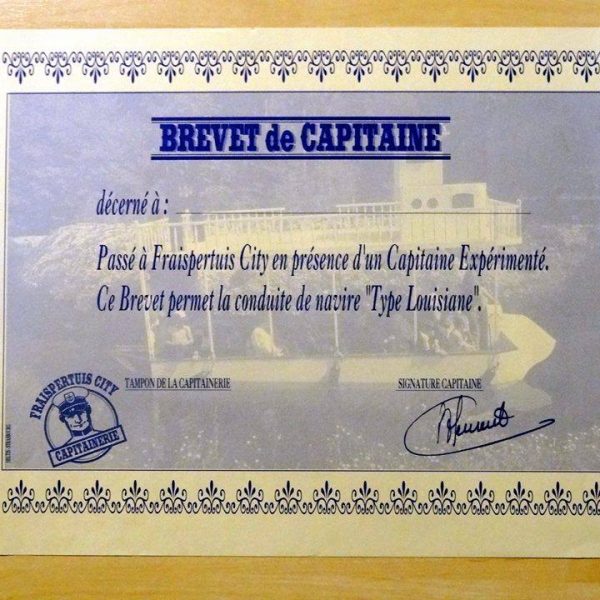 BREVET de CAPITAINE
décerné à :
Passé à Fraispertuis City en présence d'un Capitaine Expérimenté.
Ce Brevet permet la conduite de navire "Type Louisiane".
TAMPON DE LA CAPITAINERIE
SIGNATURE CAPITAINE
FRAISPERTUIS CITY
CAPITAINERIE